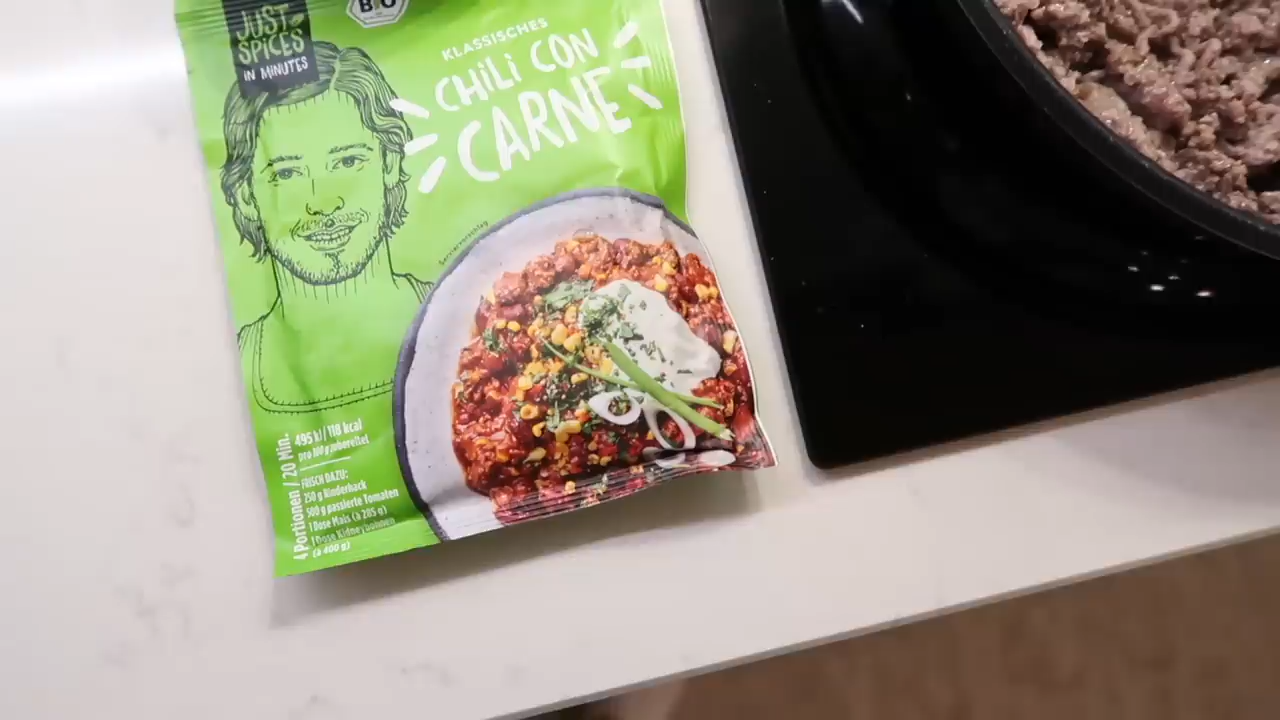 JUST
SPICES
IN MINUTES
BIO
KLASSISCHES
CHILI CON
CARNE
Serviervorschlag
4 Portionen / 20 Min.
495 kJ / 118 kcal
pro 100 g zubereitet
FRISCH DAZU:
250 g Rinderhack
500 g passierte Tomaten
1 Dose Mais (à 285 g)
1 Dose Kidneybohnen
(à 400 g)